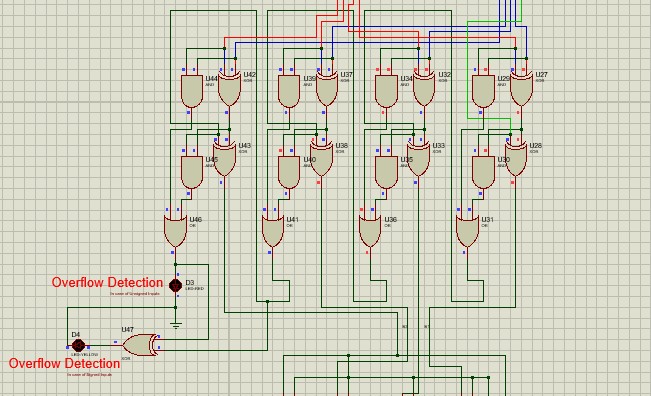 U44
AND
U42
XOR
U39
AND
U37
XOR
U34
AND
U32
XOR
U29
AND
U27
XOR
U45
AND
U43
XOR
U40
AND
U38
XOR
U35
AND
U33
XOR
U30
AND
U28
XOR
U46
OR
U41
OR
U36
OR
U31
OR
Overflow Detection
In case of Unsigned Inputs
D3
LED-RED
D4
LED-YELLOW
U47
XOR
Overflow Detection
In case of Signed Inputs